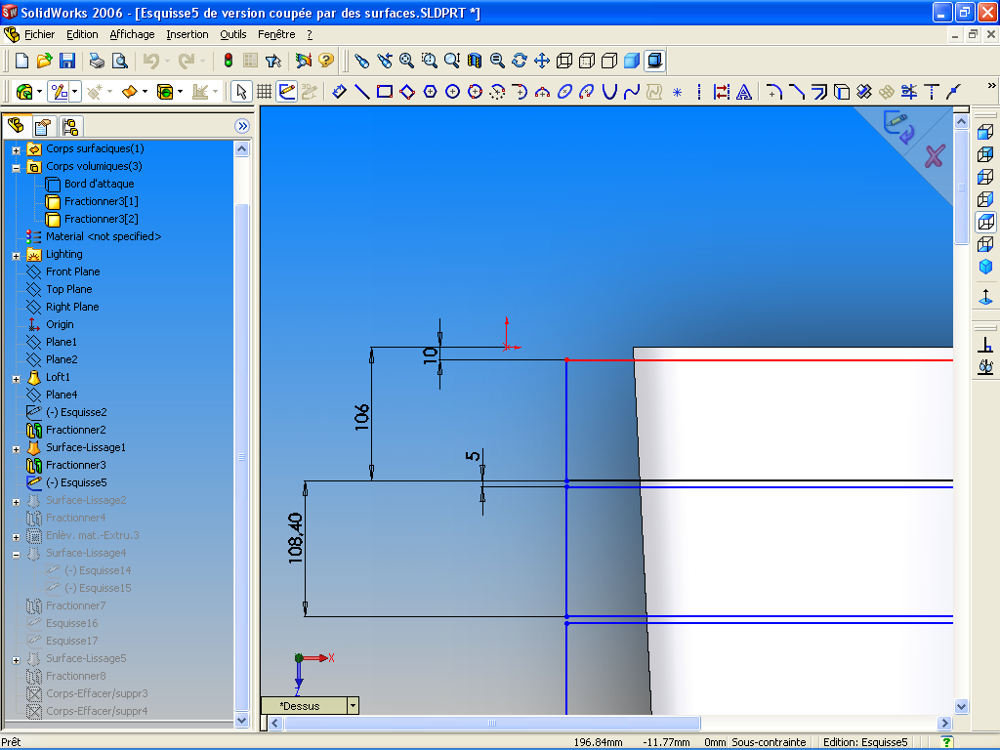 SolidWorks 2006 - [Esquisse5 de version coupée par des surfaces.SLDPRT *]
Fichier Edition Affichage Insertion Outils Fenêtre ?
Corps surfaciques(1)
Corps volumiques(3)
Bord d'attaque
Fractionner3[1]
Fractionner3[2]
Material <not specified>
Lighting
Front Plane
Top Plane
Right Plane
Origin
Plane1
Plane2
Loft1
Plane4
(-) Esquisse2
Fractionner2
Surface-Lissage1
Fractionner3
(-) Esquisse5
Surface-Lissage2
Fractionner4
Enlèv. mat.-Extru.3
Surface-Lissage4
(-) Esquisse14
(-) Esquisse15
Fractionner7
Esquisse16
Esquisse17
Surface-Lissage5
Fractionner8
Corps-Effacer/suppr3
Corps-Effacer/suppr4
10
106
5
108,40
X
Z
*Dessus
Prêt 196.84mm -11.77mm 0mm Sous-contrainte Edition: Esquisse5 ?